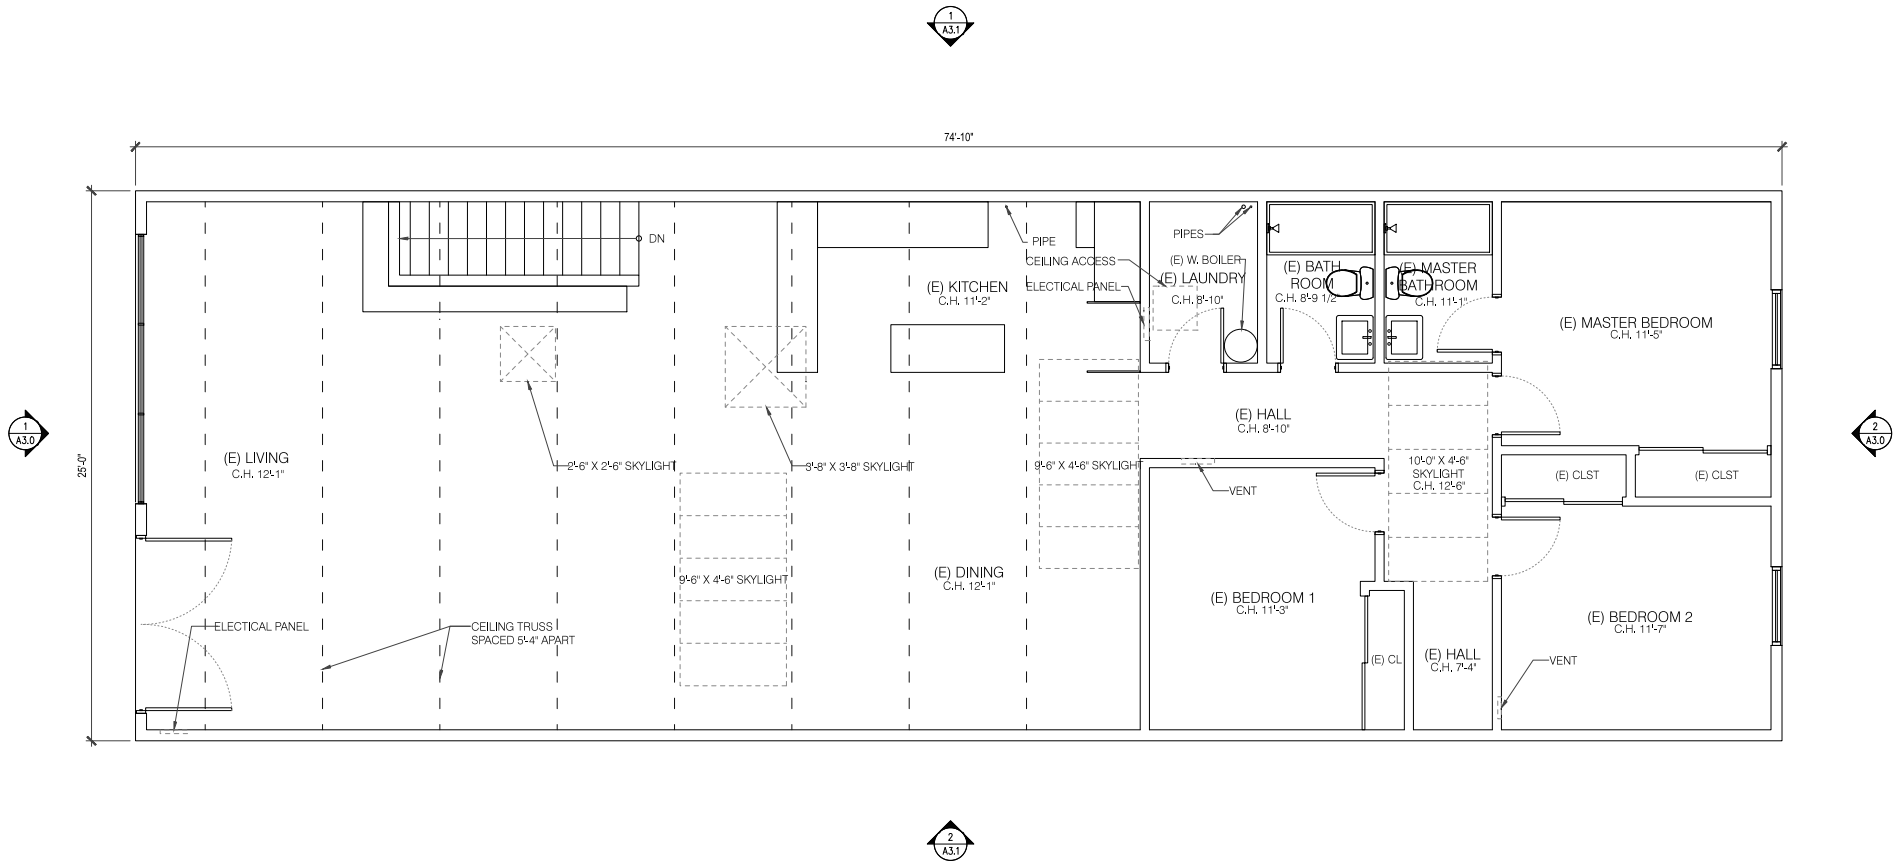 1
A3.1
74'-10"
DN
PIPE
CEILING ACCESS
ELECTICAL PANEL
PIPES
(E) W. BOILER
(E) LAUNDRY
C.H. 8'-10"
(E) BATH
ROOM
C.H. 8'-9 1/2"
(E) MASTER
BATHROOM
C.H. 11'-1"
(E) KITCHEN
C.H. 11'-2"
(E) MASTER BEDROOM
C.H. 11'-5"
1
A3.0
25'-0"
(E) LIVING
C.H. 12'-1"
2'-6" X 2'-6" SKYLIGHT
3'-8" X 3'-8" SKYLIGHT
9'-6" X 4'-6" SKYLIGHT
(E) HALL
C.H. 8'-10"
VENT
10'-0" X 4'-6"
SKYLIGHT
C.H. 12'-6"
(E) CLST
(E) CLST
2
A3.0
9'-6" X 4'-6" SKYLIGHT
(E) DINING
C.H. 12'-1"
(E) BEDROOM 1
C.H. 11'-3"
(E) BEDROOM 2
C.H. 11'-7"
ELECTICAL PANEL
CEILING TRUSS
SPACED 5'-4" APART
(E) CL
(E) HALL
C.H. 7'-4"
VENT
2
A3.1